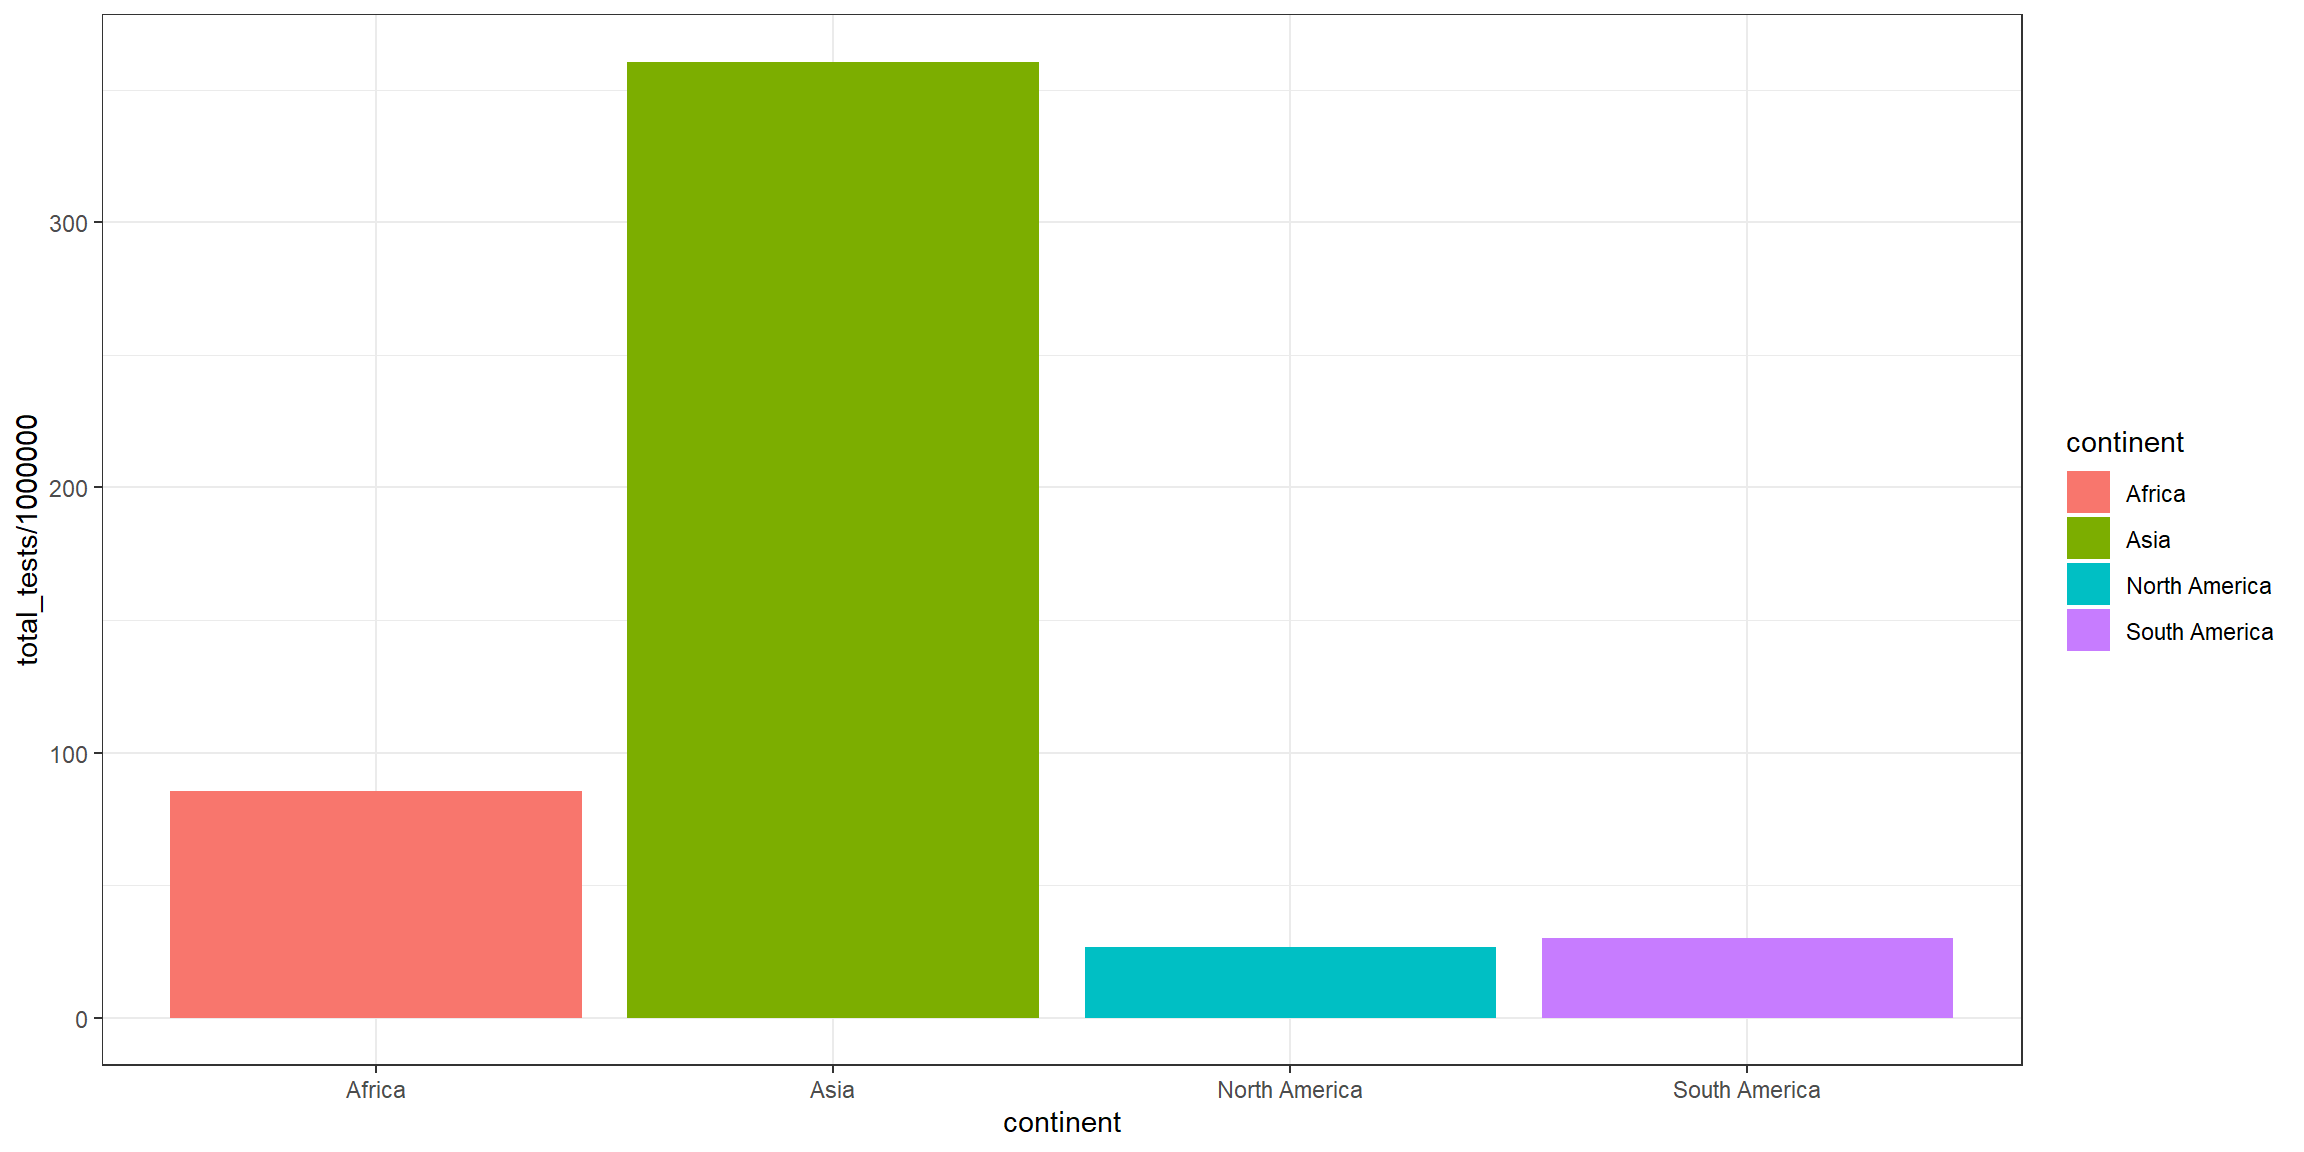 total_tests/1000000
300
200
100
0
Africa
Asia
North America
South America
continent
continent
Africa
Asia
North America
South America